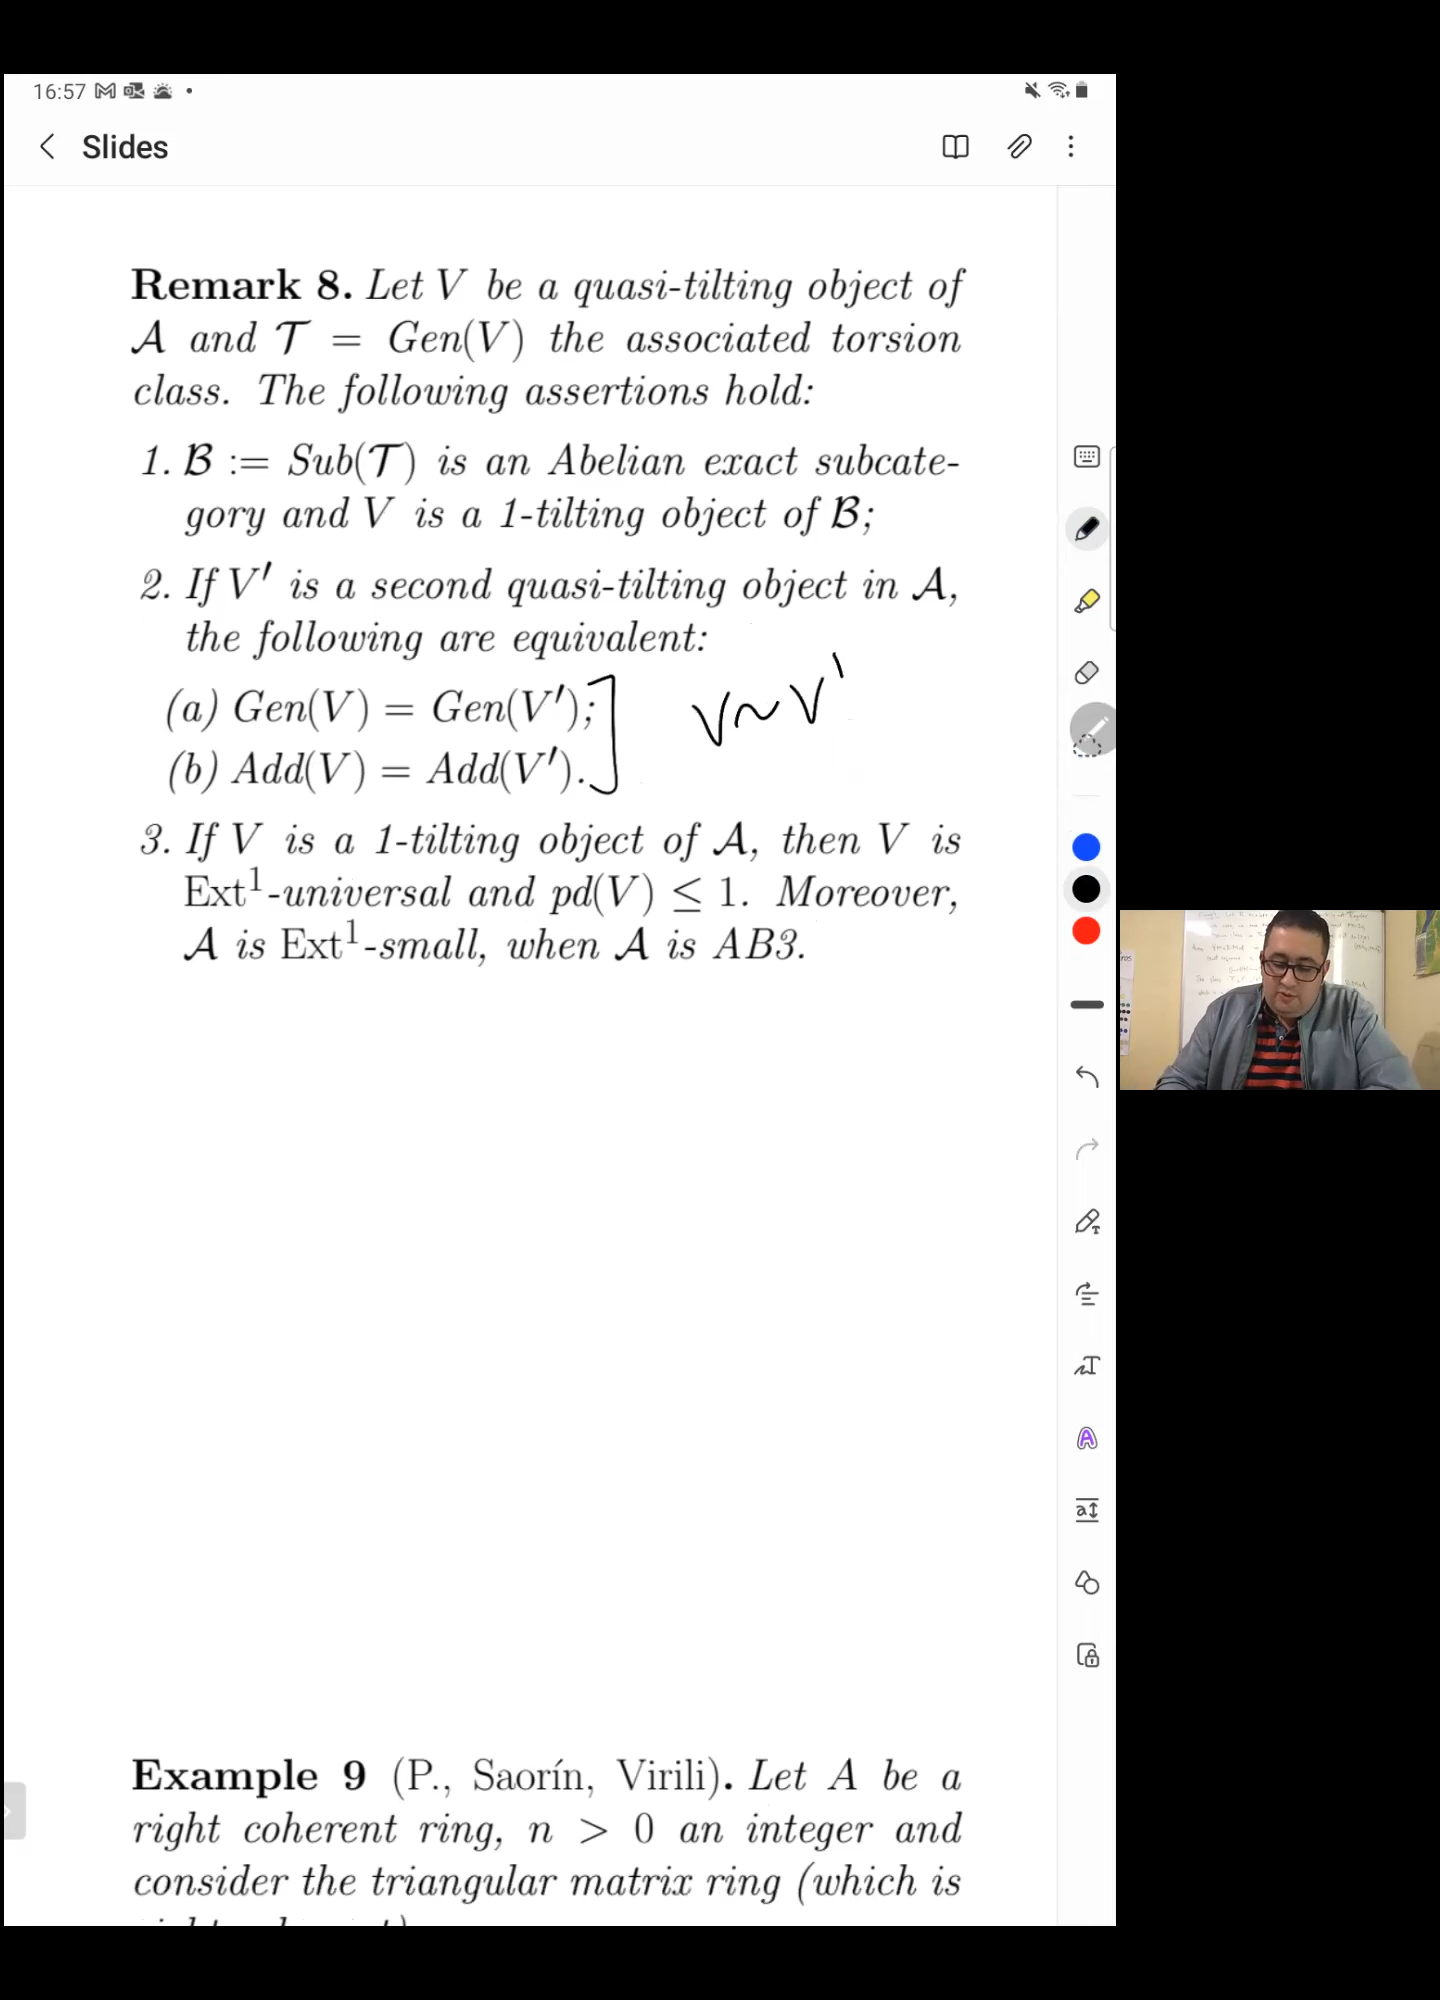 16:57
Slides
Remark 8. Let V be a quasi-tilting object of
𝒜 and 𝒯 = Gen(V) the associated torsion
class. The following assertions hold:
1. ℬ := Sub(𝒯) is an Abelian exact subcate-
gory and V is a 1-tilting object of ℬ;
2. If V′ is a second quasi-tilting object in 𝒜,
the following are equivalent:
(a) Gen(V) = Gen(V′);
(b) Add(V) = Add(V′).
V~V'
3. If V is a 1-tilting object of 𝒜, then V is
Ext¹-universal and pd(V) ≤ 1. Moreover,
𝒜 is Ext¹-small, when 𝒜 is AB3.
Example 9 (P., Saorín, Virili). Let A be a
right coherent ring, n > 0 an integer and
consider the triangular matrix ring (which is